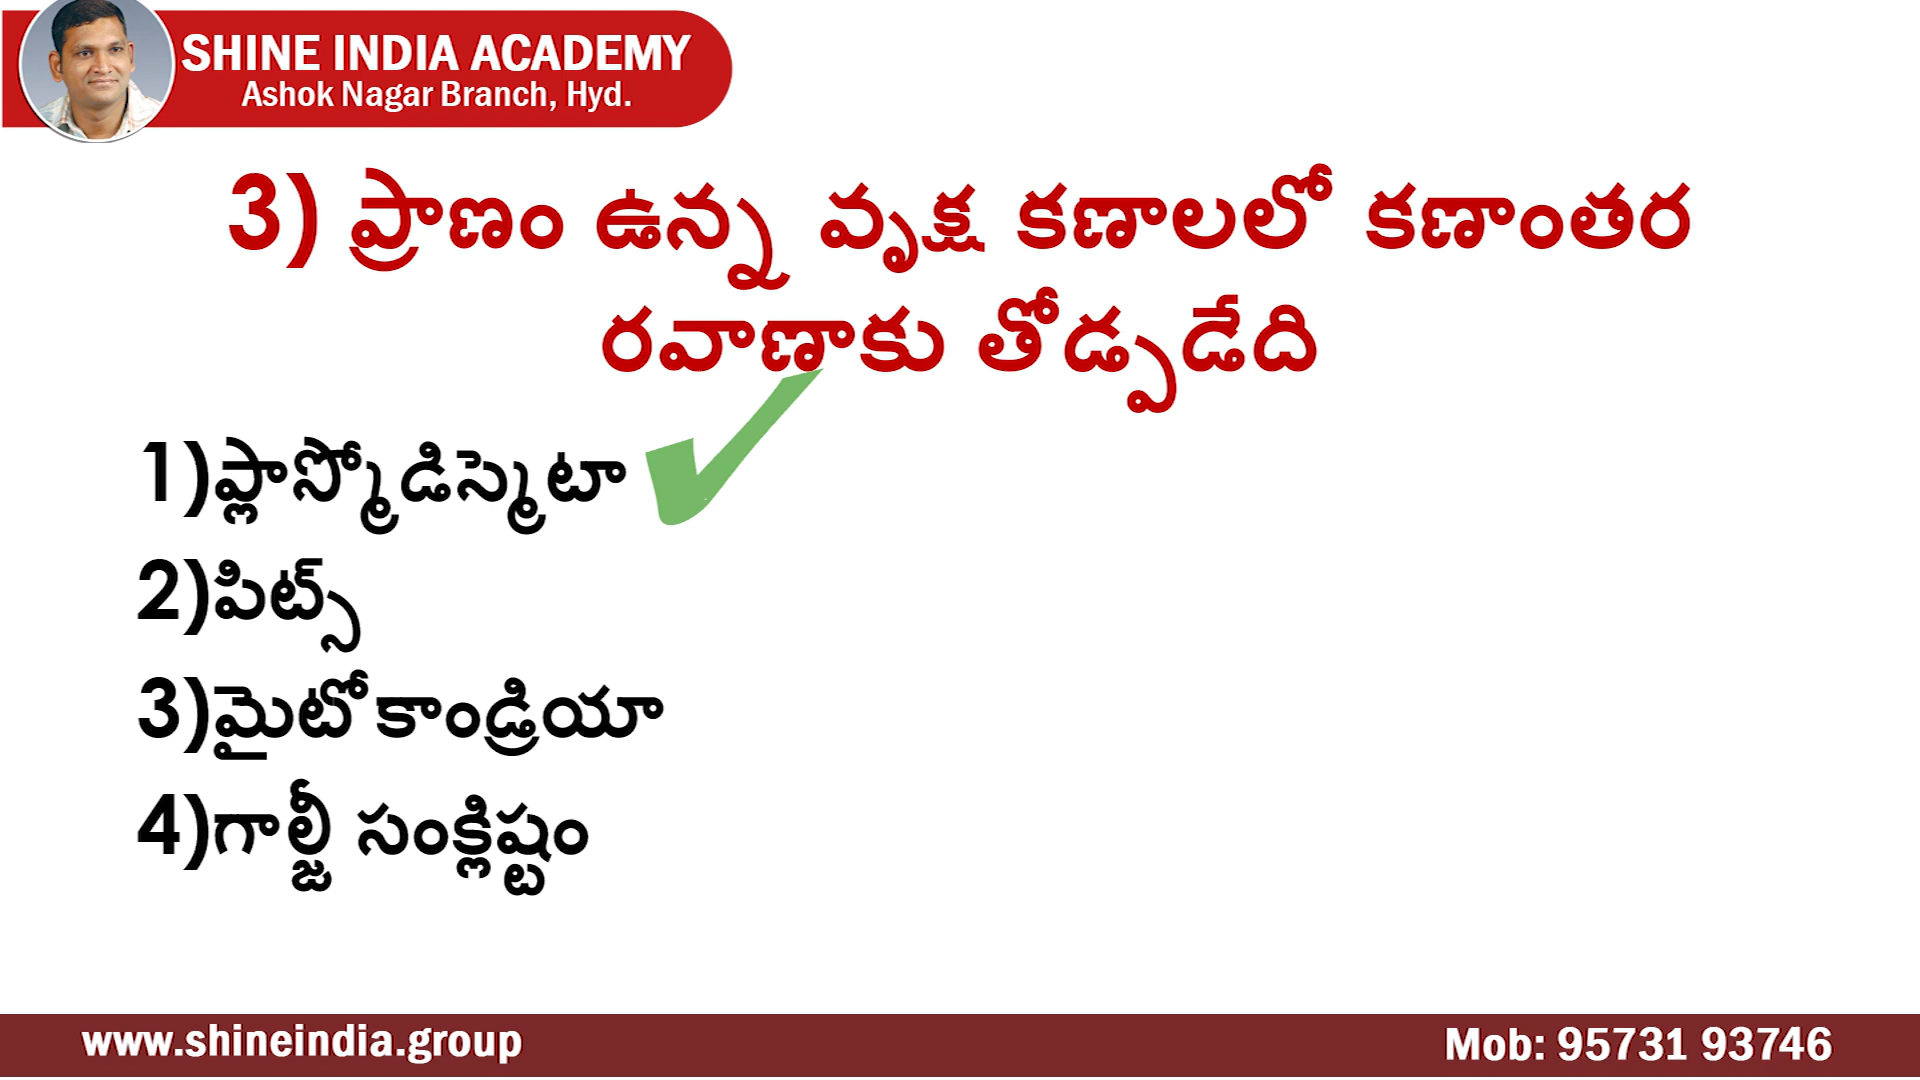 SHINE INDIA ACADEMY
Ashok Nagar Branch, Hyd.
3) ప్రాణం ఉన్న వృక్ష కణాలలో కణాంతర
రవాణాకు తోడ్పడేది
1)ప్లాస్మోడిస్మెటా
2)పిట్స్
3)మైటోకాండ్రియా
4)గాల్జీ సంక్లిష్టం
www.shineindia.group
Mob: 95731 93746